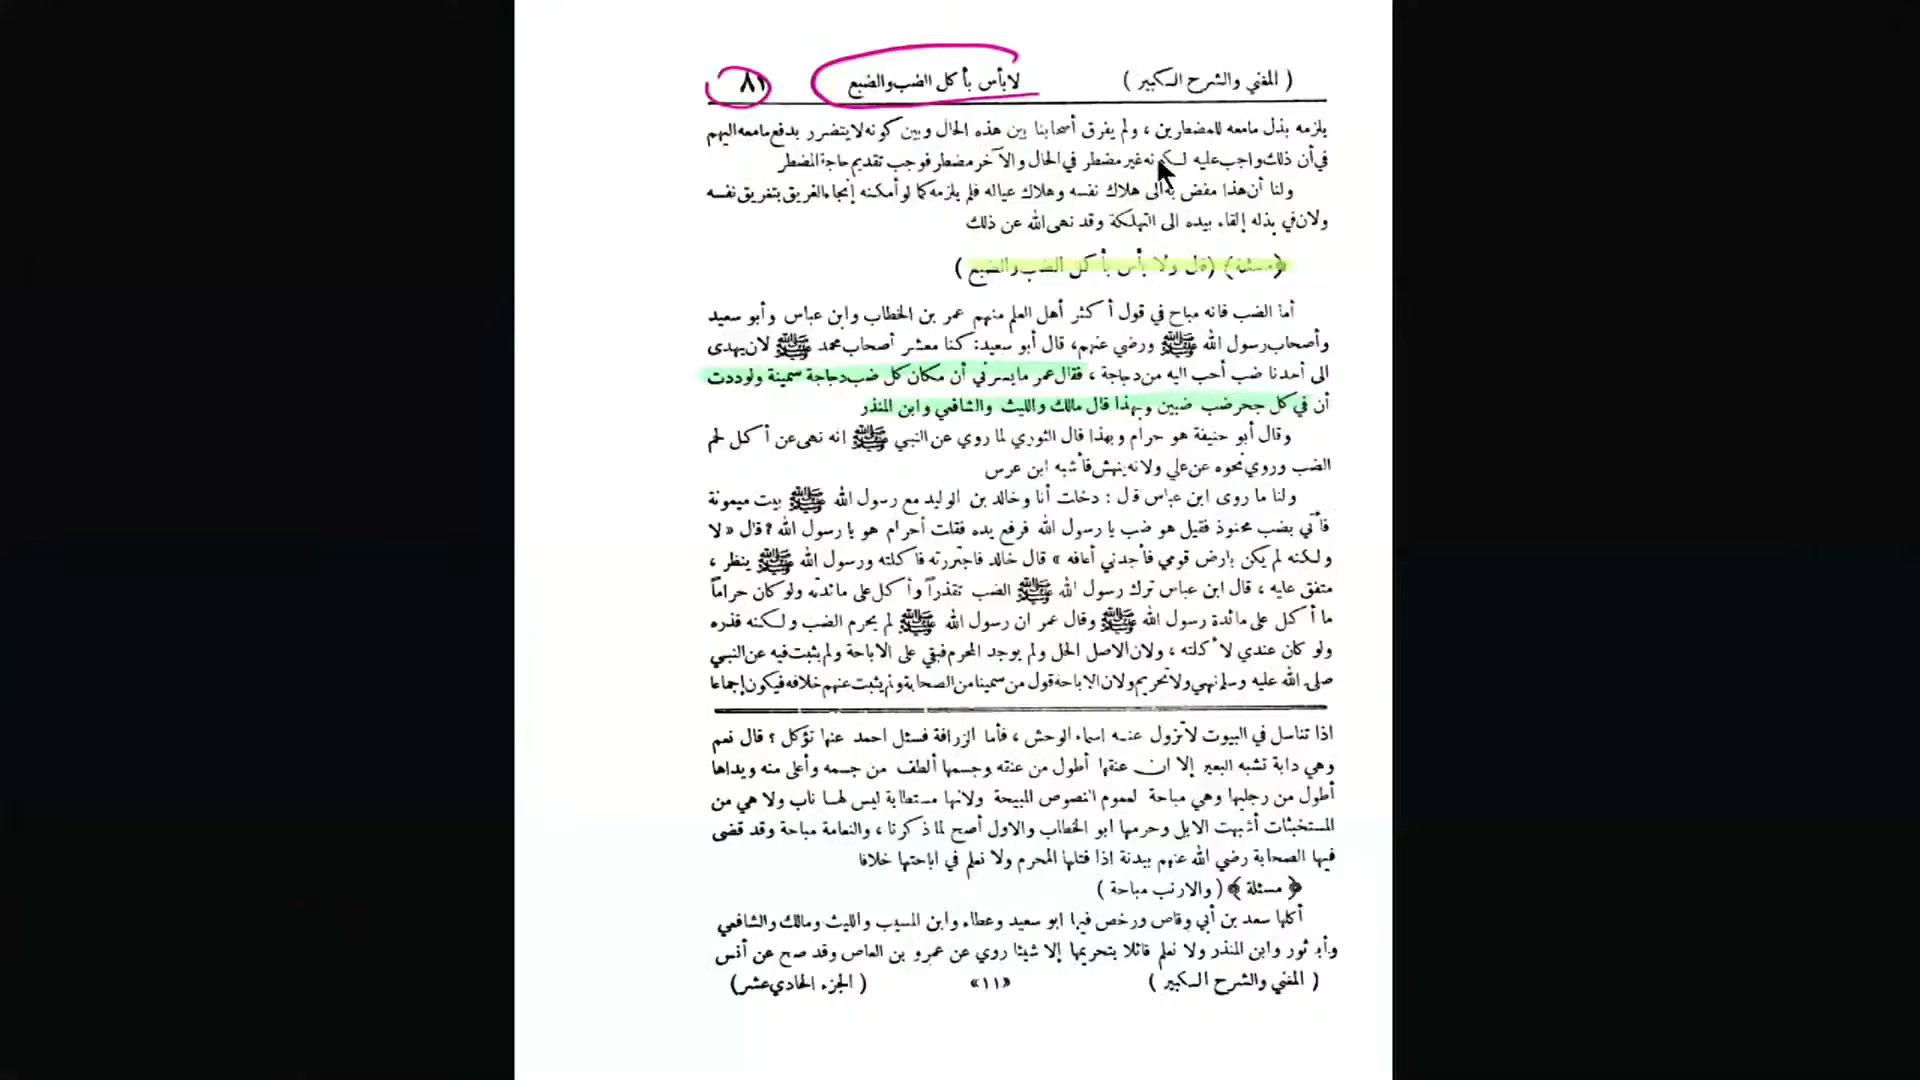 ( المغني والشرح الكبير ) لا بأس بأكل الضب والضبع ٨١
يلزمه بذل مامعه للمضطرين ، ولم يفرق أصحابنا بين هذه الحال وبين كونه لا يتضرر بدفع مامعه اليهم
في أن ذلك واجب عليه لكونه غير مضطر في الحال والآخر مضطر فوجب تقديم حاجة المضطر
ولنا أن هذا مفض به الى هلاك نفسه وهلاك عياله فلم يلزمه كما لو أمكنه إنجاء الغريق بتغريق نفسه
ولان في بذله إلقاء بيده الى التهلكة وقد نهى الله عن ذلك
﴿مسئلة﴾ (قال ولا بأس بأكل الضب والضبع )
أما الضب فانه مباح في قول أكثر أهل العلم منهم عمر بن الخطاب وابن عباس وأبو سعيد
وأصحاب رسول الله ﷺ ورضي عنهم، قال أبو سعيد: كنا معشر أصحاب محمد ﷺ لان يهدى
الى أحدنا ضب أحب اليه من دجاجة ، فقال عمر ما يسرني أن مكان كل ضب دجاجة سمينة ولوددت
أن في كل جحر ضب ضبين وبهذا قال مالك والليث والشافعي وابن المنذر
وقال أبو حنيفة هو حرام وبهذا قال الثوري لما روي عن النبي ﷺ انه نهى عن أكل لحم
الضب وروي نحوه عن علي ولانه ينهش فأشبه ابن عرس
ولنا ما روى ابن عباس قال : دخلت أنا وخالد بن الوليد مع رسول الله ﷺ بيت ميمونة
فأتي بضب محنوذ فقيل هو ضب يا رسول الله فرفع يده فقلت أحرام هو يا رسول الله ؟ قال « لا
ولكنه لم يكن بارض قومي فأجدني أعافه » قال خالد فاجتررته فاكلته ورسول الله ﷺ ينظر ،
متفق عليه ، قال ابن عباس ترك رسول الله ﷺ الضب تقذراً وأكل على مائدته ولو كان حراماً
ما أكل على مائدة رسول الله ﷺ وقال عمر ان رسول الله ﷺ لم يحرم الضب ولكنه قذره
ولو كان عندي لأكلته ، ولان الاصل الحل ولم يوجد المحرم فبقي على الاباحة ولم يثبت فيه عن النبي
صلى الله عليه وسلم نهي ولا تحريم ولان الاباحة قول من سمينا من الصحابة ولم يثبت عنهم خلافه فيكون إجماعا
اذا تناسل في البيوت لا تزول عنه اسماء الوحش ، فأما الزرافة فسئل احمد عنها تؤكل ؟ قال نعم
وهي دابة تشبه البعير إلا ان عنقها أطول من عنقه وجسمها ألطف من جسمه وأعلى منه ويداها
أطول من رجليها وهي مباحة لعموم النصوص المبيحة ولانها مستطابة ليس لها ناب ولا هي من
المستخبثات أشبهت الابل وحرمها ابو الخطاب والاول أصح لما ذكرنا ، والنعامة مباحة وقد قضى
فيها الصحابة رضي الله عنهم ببدنة اذا قتلها المحرم ولا نعلم في اباحتها خلافا
﴿ مسئلة ﴾ ( والارنب مباحة )
أكلها سعد بن أبي وقاص ورخص فيها ابو سعيد وعطاء وابن المسيب والليث ومالك والشافعي
وأبو ثور وابن المنذر ولا نعلم قائلا بتحريمها إلا شيئا روي عن عمرو بن العاص وقد صح عن أنس
( المغني والشرح الكبير ) «١١» ( الجزء الحادي عشر)